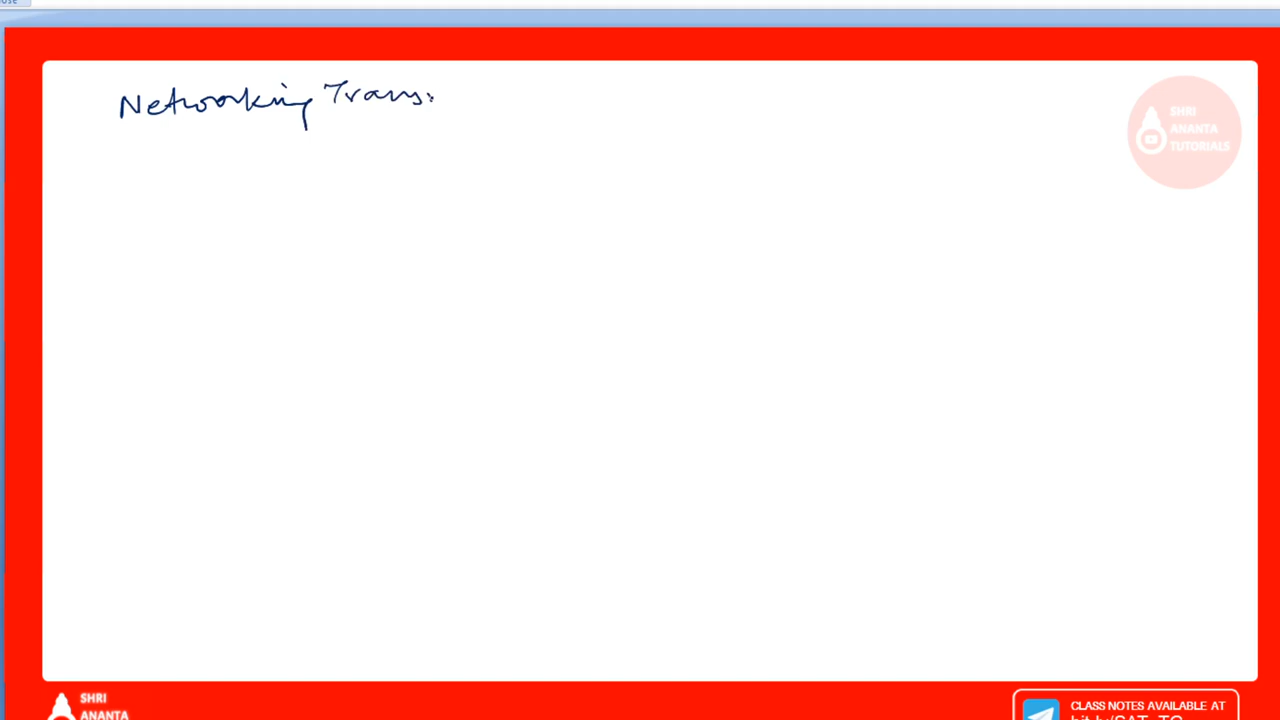 Networking Trans
SHRI
ANANTA
TUTORIALS
SHRI
ANANTA
CLASS NOTES AVAILABLE AT